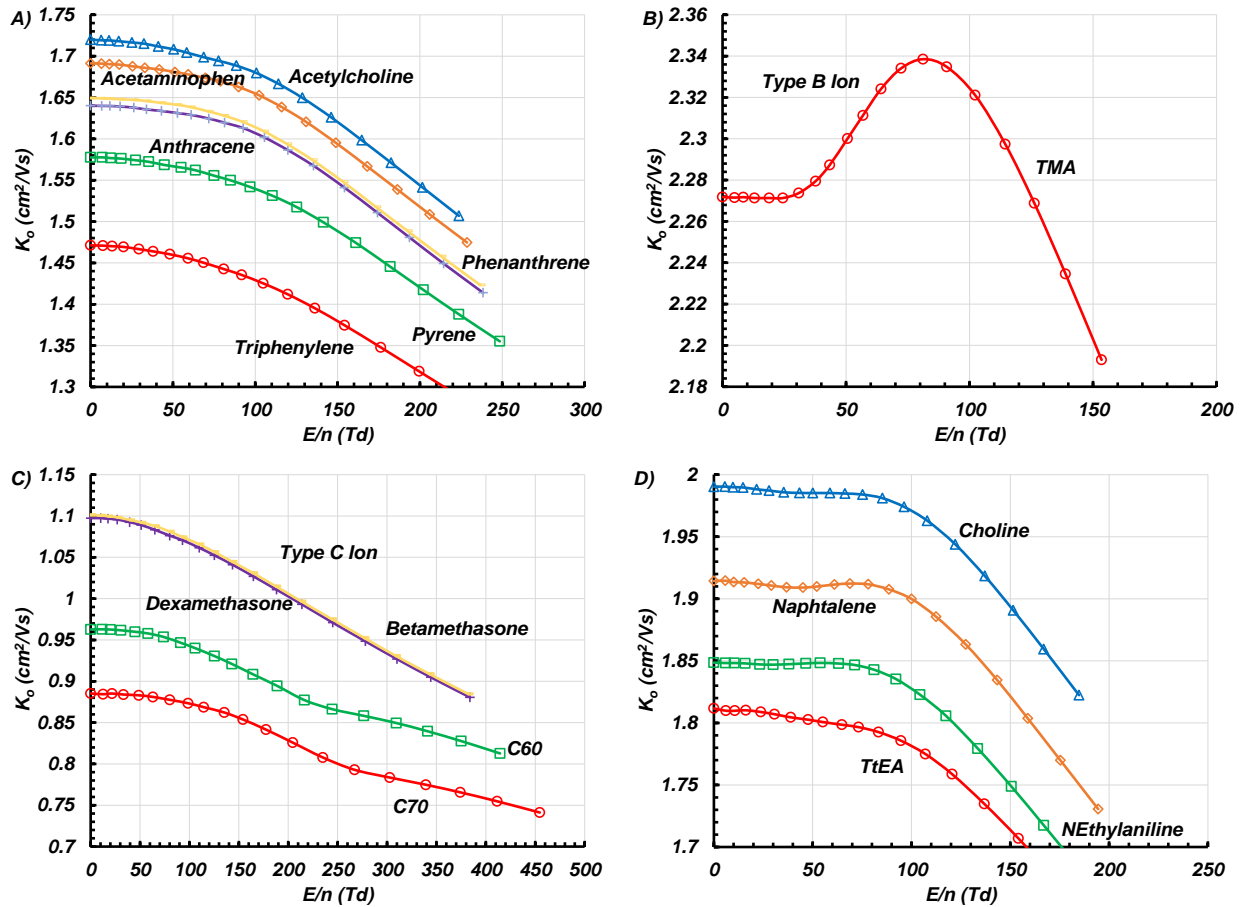 A)
1.75
1.7
1.65
1.6
1.55
1.5
1.45
1.4
1.35
1.3
K_o (cm²/Vs)
Acetaminophen
Acetylcholine
Anthracene
Phenanthrene
Pyrene
Triphenylene
0 50 100 150 200 250 300
E/n (Td)
B)
2.36
2.34
2.32
2.3
2.28
2.26
2.24
2.22
2.2
2.18
K_o (cm²/Vs)
Type B Ion
TMA
0 50 100 150 200
E/n (Td)
C)
1.15
1.1
1.05
1
0.95
0.9
0.85
0.8
0.75
0.7
K_o (cm²/Vs)
Type C Ion
Dexamethasone
Betamethasone
C60
C70
0 50 100 150 200 250 300 350 400 450 500
E/n (Td)
D)
2
1.95
1.9
1.85
1.8
1.75
1.7
K_o (cm²/Vs)
Choline
Naphtalene
TtEA
NEthylaniline
0 50 100 150 200 250
E/n (Td)